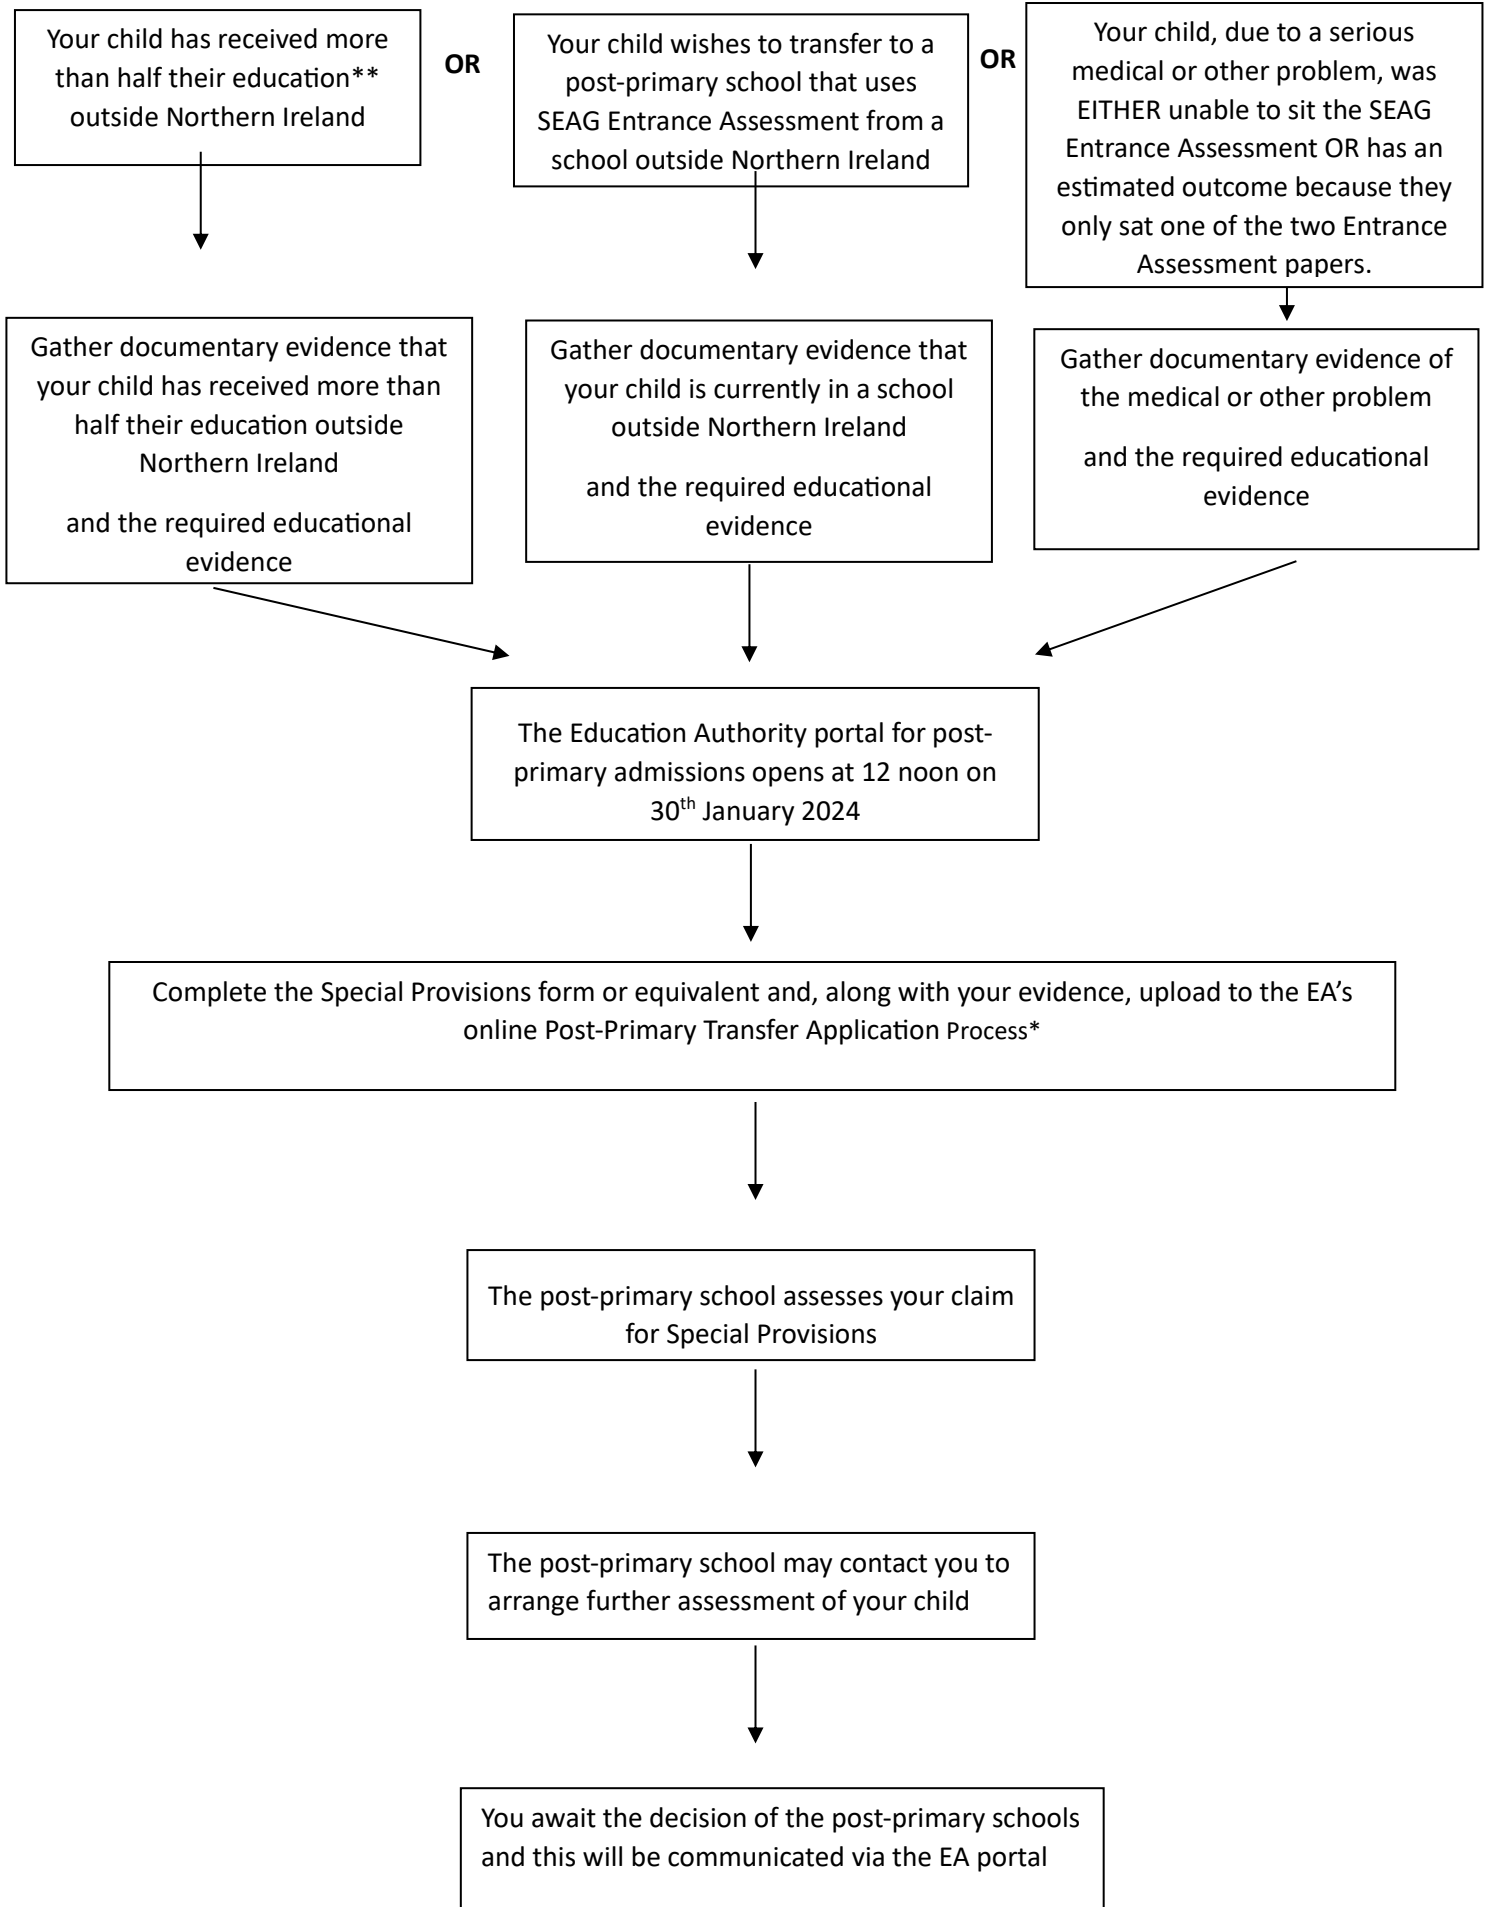 Your child has received more
than half their education**
outside Northern Ireland
OR
Your child wishes to transfer to a
post-primary school that uses
SEAG Entrance Assessment from a
school outside Northern Ireland
OR
Your child, due to a serious
medical or other problem, was
EITHER unable to sit the SEAG
Entrance Assessment OR has an
estimated outcome because they
only sat one of the two Entrance
Assessment papers.
Gather documentary evidence that
your child has received more than
half their education outside
Northern Ireland
and the required educational
evidence
Gather documentary evidence that
your child is currently in a school
outside Northern Ireland
and the required educational
evidence
Gather documentary evidence of
the medical or other problem
and the required educational
evidence
The Education Authority portal for post-
primary admissions opens at 12 noon on
30th January 2024
Complete the Special Provisions form or equivalent and, along with your evidence, upload to the EA’s
online Post-Primary Transfer Application Process*
The post-primary school assesses your claim
for Special Provisions
The post-primary school may contact you to
arrange further assessment of your child
You await the decision of the post-primary schools
and this will be communicated via the EA portal